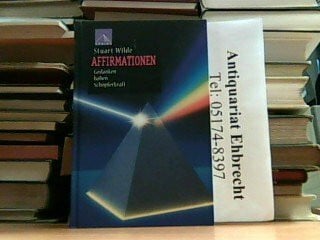 Stuart Wilde
AFFIRMATIONEN
Gedanken
haben
Schöpferkraft
Antiquariat Ehbrecht
Tel: 05174-8397